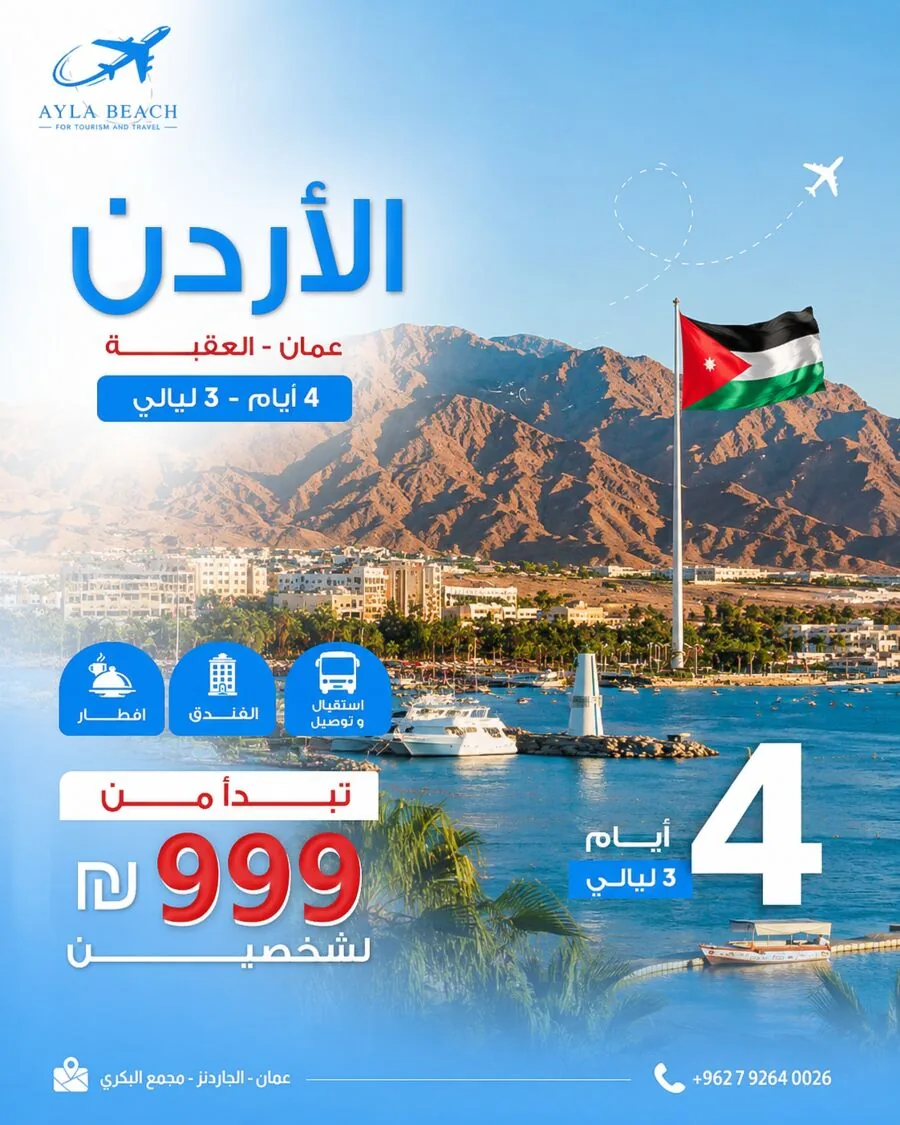 AYLA BEACH
FOR TOURISM AND TRAVEL
الأردن
عمان - العقبة
4 أيام - 3 ليالي
استقبال
و توصيل
الفندق
افطار
تبدأ من
999 ₪
لشخصين
4
أيام
3 ليالي
عمان - الجاردنز - مجمع البكري
+962 7 9264 0026